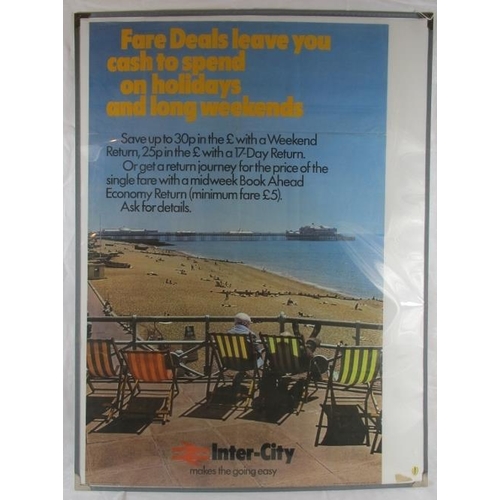 Fare Deals leave you
cash to spend
on holidays
and long weekends
Save up to 30p in the £ with a Weekend
Return, 25p in the £ with a 17-Day Return.
Or get a return journey for the price of the
single fare with a midweek Book Ahead
Economy Return (minimum fare £5).
Ask for details.
Inter-City
makes the going easy